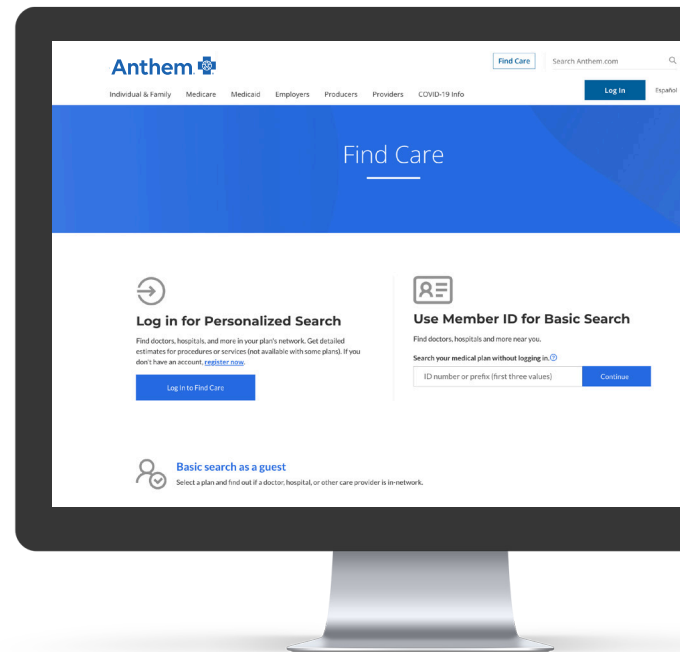 Anthem
Find Care
Search Anthem.com
Individual & Family Medicare Medicaid Employers Producers Providers COVID-19 Info
Log In
Español
Find Care
Log in for Personalized Search
Find doctors, hospitals, and more in your plan's network. Get detailed
estimates for procedures or services (not available with some plans). If you
don't have an account, register now.
Log In to Find Care
Use Member ID for Basic Search
Find doctors, hospitals and more near you.
Search your medical plan without logging in. ?
ID number or prefix (first three values)
Continue
Basic search as a guest
Select a plan and find out if a doctor, hospital, or other care provider is in-network.